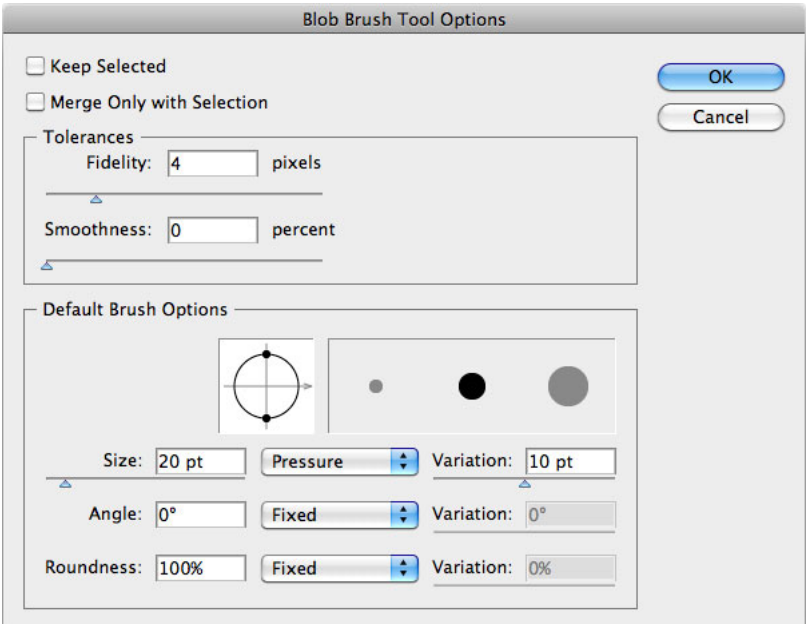 Blob Brush Tool Options
Keep Selected
OK
Merge Only with Selection
Cancel
Tolerances
Fidelity: 4 pixels
Smoothness: 0 percent
Default Brush Options
Size: 20 pt Pressure Variation: 10 pt
Angle: 0° Fixed Variation: 0°
Roundness: 100% Fixed Variation: 0%